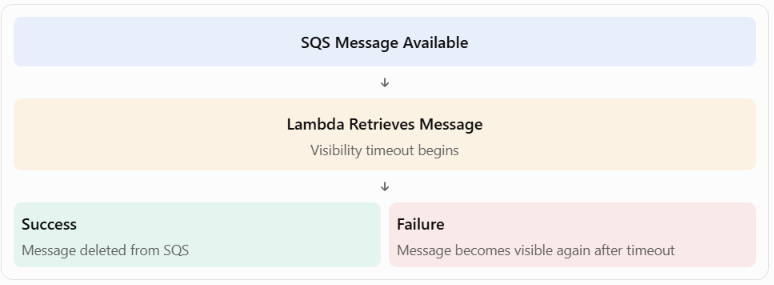 SQS Message Available
↓
Lambda Retrieves Message
Visibility timeout begins
↓
Success
Message deleted from SQS
Failure
Message becomes visible again after timeout